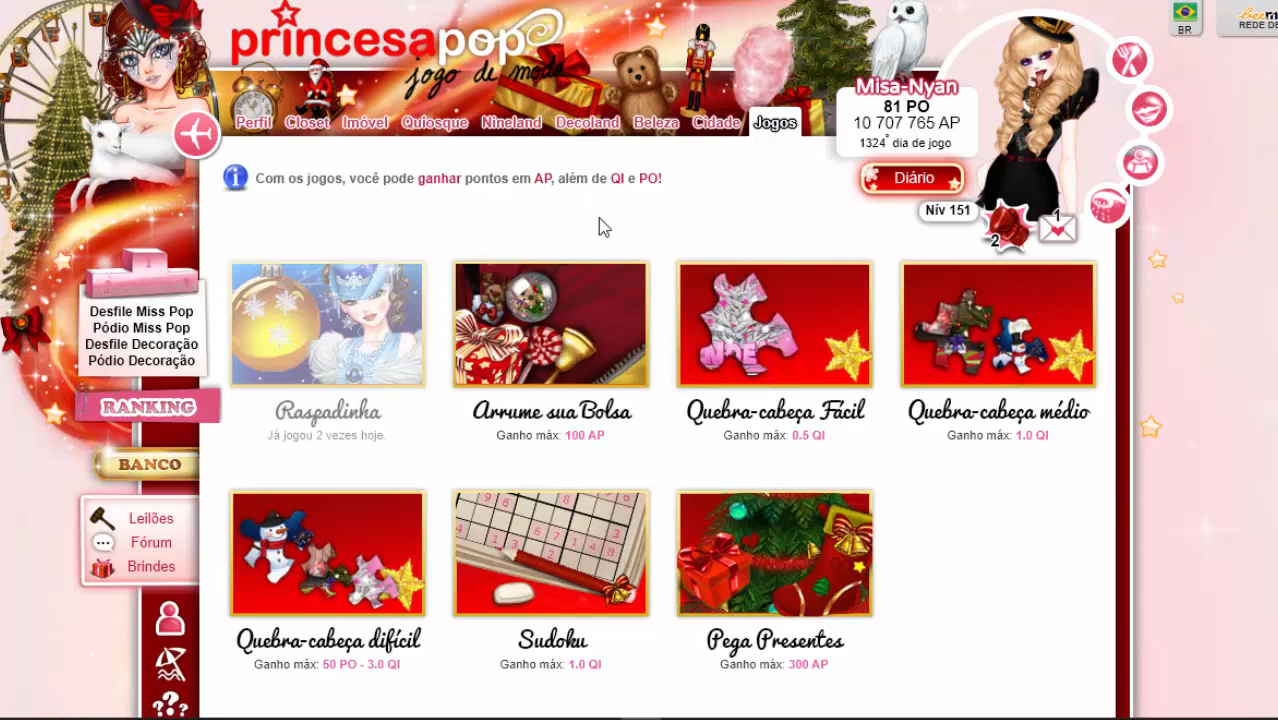 princesapop
jogo de moda
BR
REDE DE
Perfil Closet Imóvel Quiosque Nineland Decoland Beleza Cidade Jogos
Misa-Nyan
81 PO
10 707 765 AP
1324° dia de jogo
Diário
Nív 151
2
1
Com os jogos, você pode ganhar pontos em AP, além de QI e PO!
Desfile Miss Pop
Pódio Miss Pop
Desfile Decoração
Pódio Decoração
RANKING
BANCO
Leilões
Fórum
Brindes
???
Raspadinha
Já jogou 2 vezes hoje.
Arrume sua Bolsa
Ganho máx: 100 AP
Quebra-cabeça Fácil
Ganho máx: 0.5 QI
Quebra-cabeça médio
Ganho máx: 1.0 QI
Quebra-cabeça difícil
Ganho máx: 50 PO - 3.0 QI
Sudoku
Ganho máx: 1.0 QI
Pega Presentes
Ganho máx: 300 AP